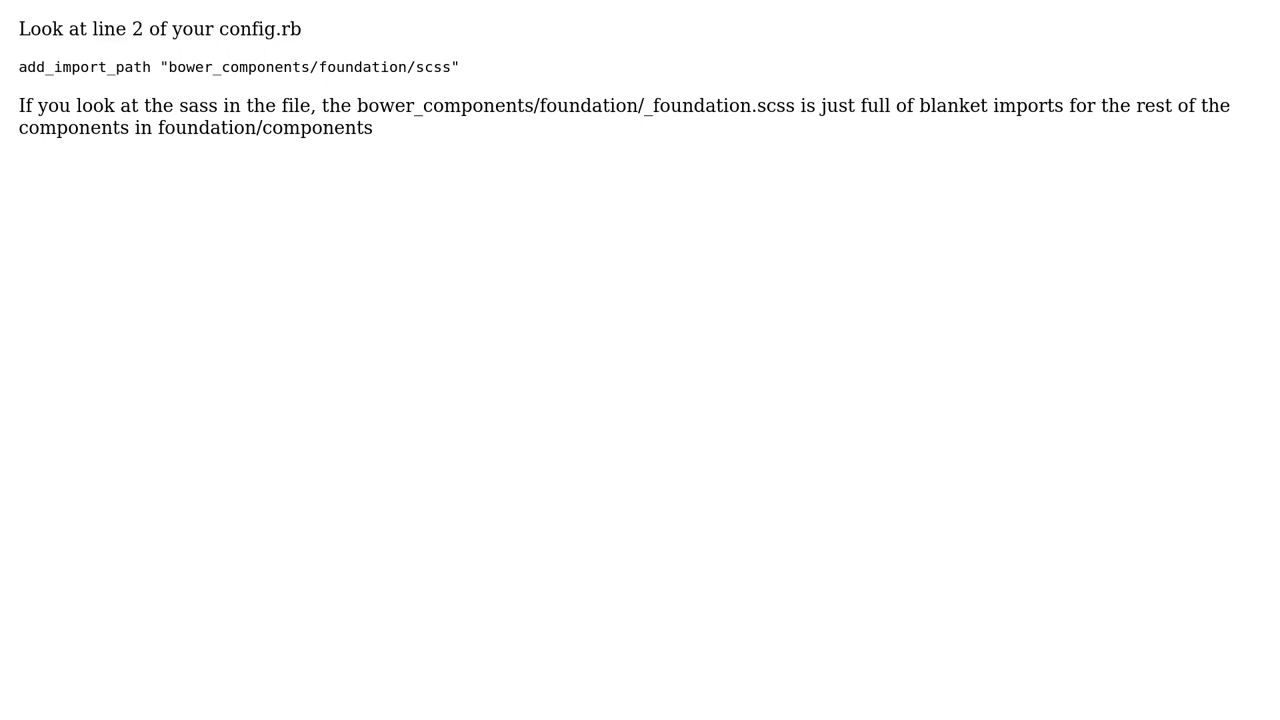 Look at line 2 of your config.rb
add_import_path "bower_components/foundation/scss"
If you look at the sass in the file, the bower_components/foundation/_foundation.scss is just full of blanket imports for the rest of the
components in foundation/components